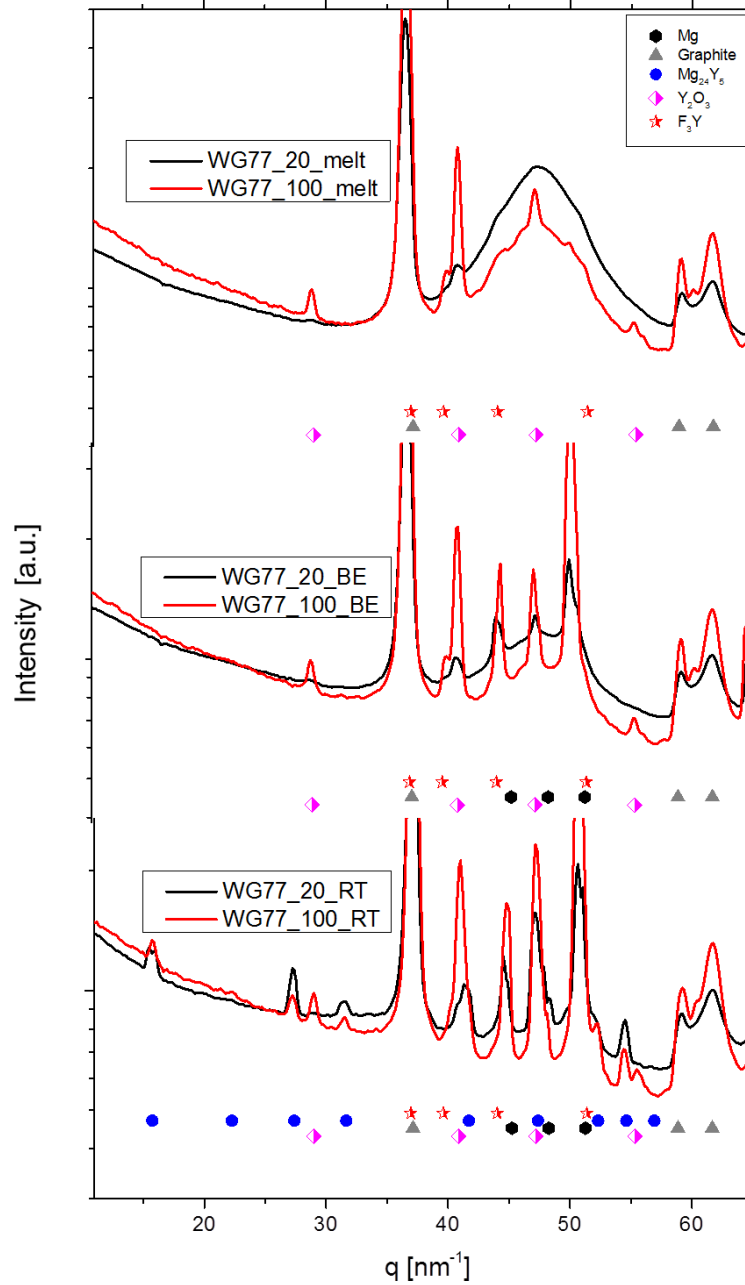 Mg
Graphite
Mg₂₄Y₅
Y₂O₃
F₃Y
WG77_20_melt
WG77_100_melt
WG77_20_BE
WG77_100_BE
WG77_20_RT
WG77_100_RT
Intensity [a.u.]
20 30 40 50 60
q [nm⁻¹]